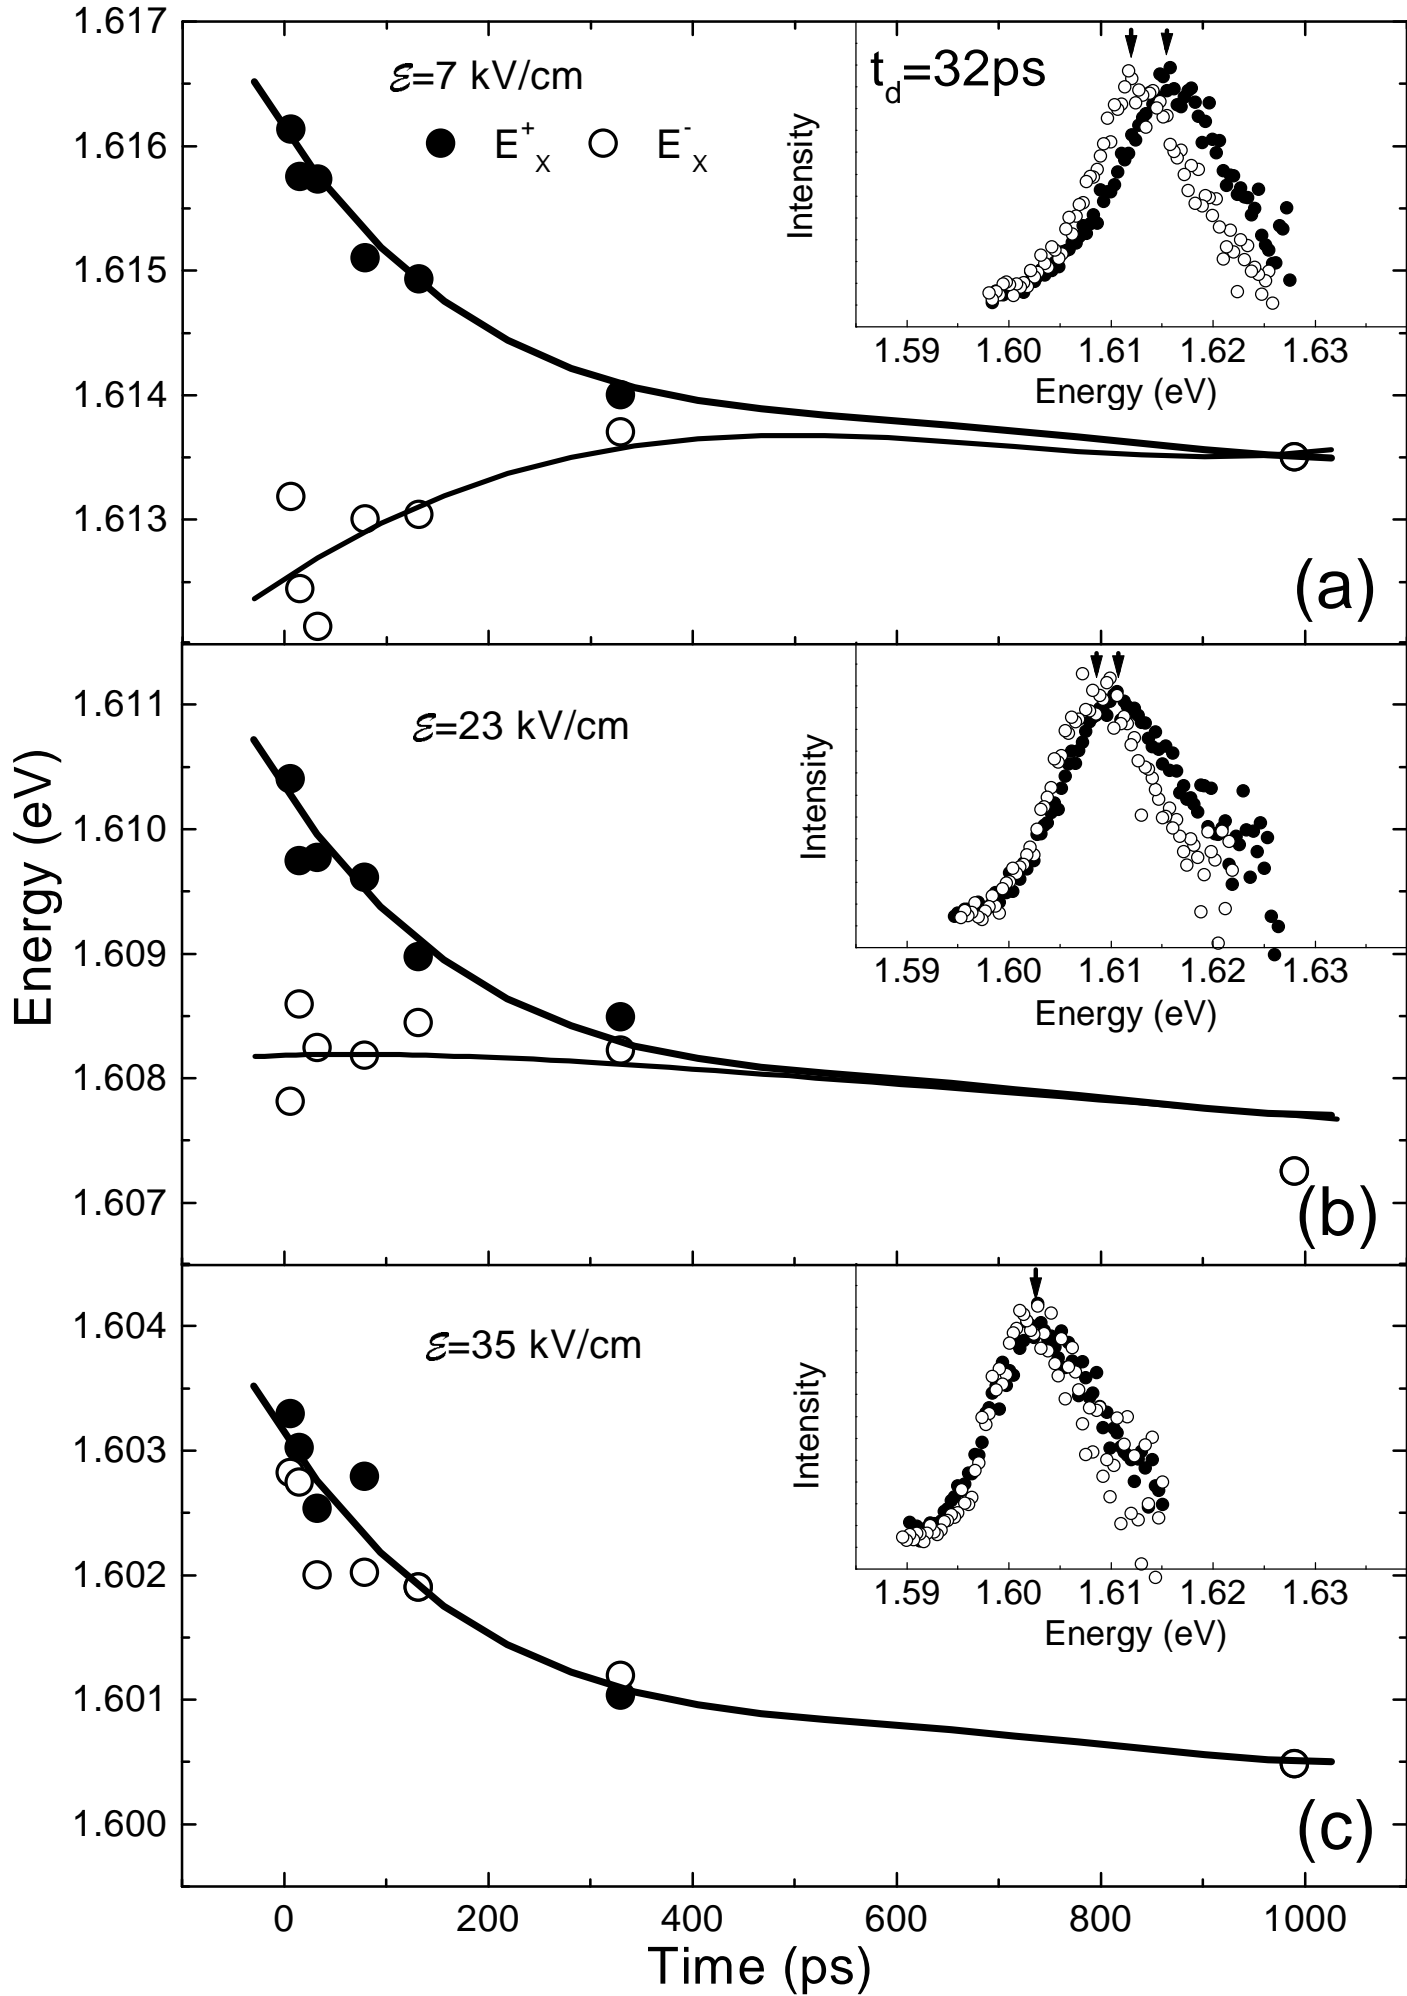 1.617
1.616
1.615
1.614
1.613
ℰ=7 kV/cm
E⁺X E⁻X
td=32ps
Intensity
1.59 1.60 1.61 1.62 1.63
Energy (eV)
(a)
1.611
1.610
1.609
1.608
1.607
ℰ=23 kV/cm
Intensity
1.59 1.60 1.61 1.62 1.63
Energy (eV)
(b)
Energy (eV)
1.604
1.603
1.602
1.601
1.600
ℰ=35 kV/cm
Intensity
1.59 1.60 1.61 1.62 1.63
Energy (eV)
(c)
0 200 400 600 800 1000
Time (ps)